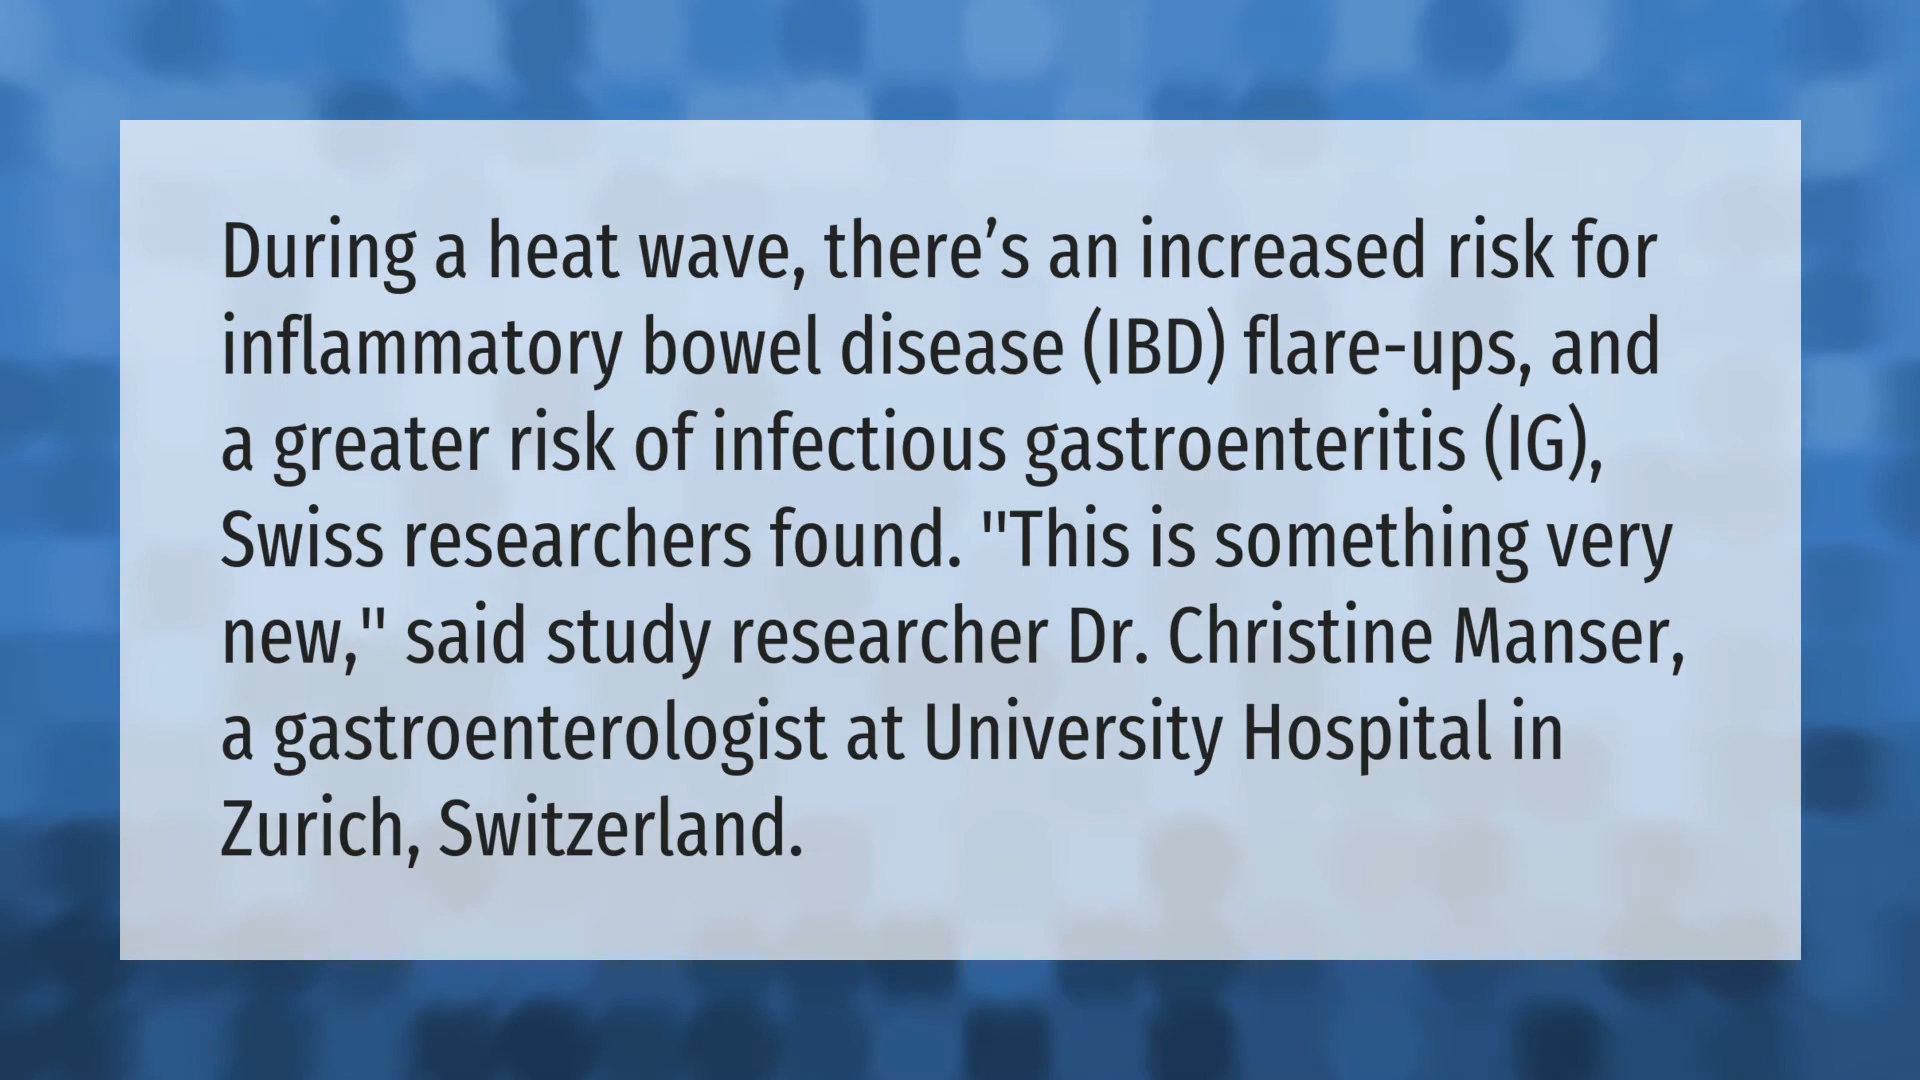 During a heat wave, there’s an increased risk for
inflammatory bowel disease (IBD) flare-ups, and
a greater risk of infectious gastroenteritis (IG),
Swiss researchers found. "This is something very
new," said study researcher Dr. Christine Manser,
a gastroenterologist at University Hospital in
Zurich, Switzerland.